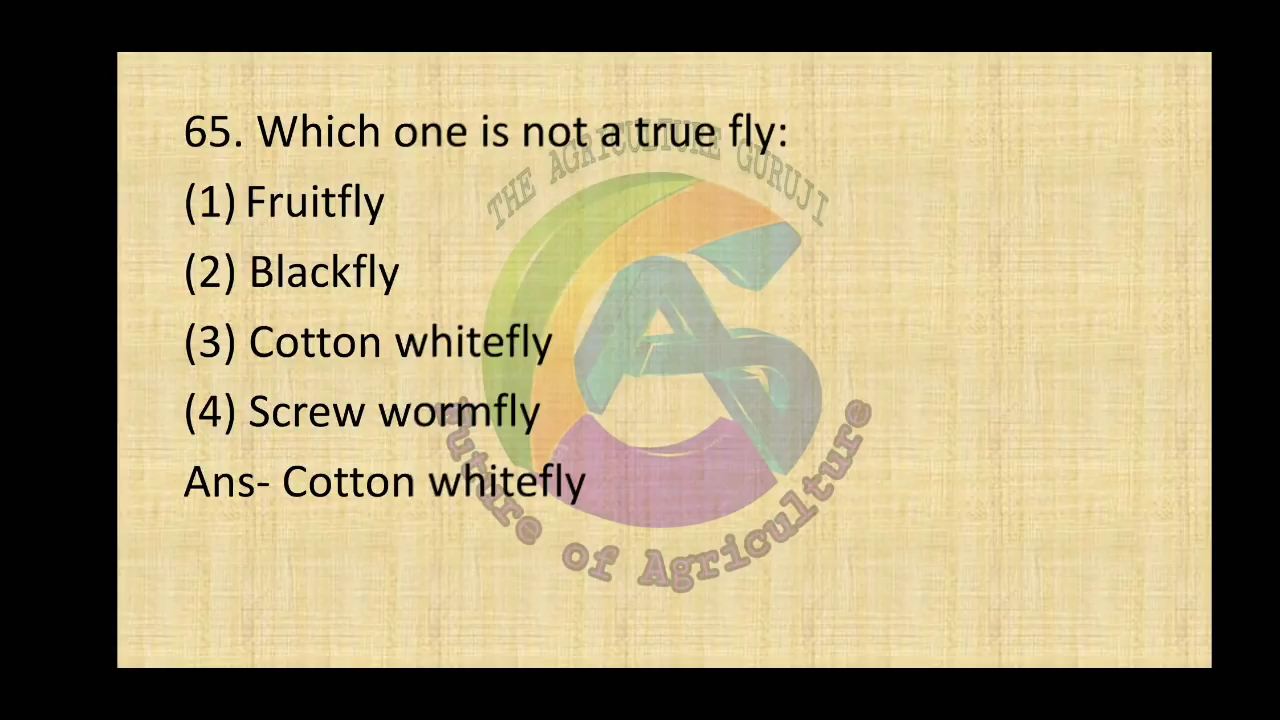 THE AGRICULTURE GURUJI
65. Which one is not a true fly:
(1) Fruitfly
(2) Blackfly
(3) Cotton whitefly
(4) Screw wormfly
Ans- Cotton whitefly
Future of Agriculture